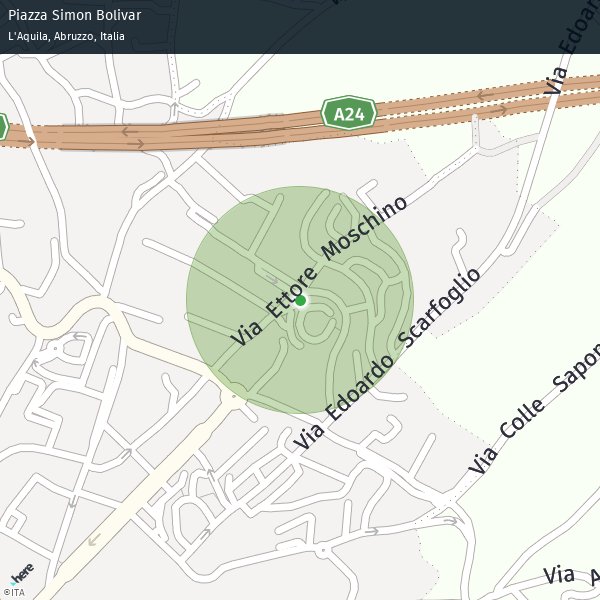 Piazza Simon Bolivar
L'Aquila, Abruzzo, Italia
Via Edoar
A24
Via Ettore Moschino
Via Edoardo Scarfoglio
Via Colle Sapon
Via A
here
©ITA